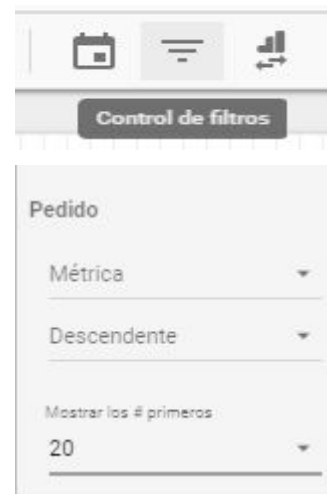 Control de filtros
Pedido
Métrica
Descendente
Mostrar los # primeros
20